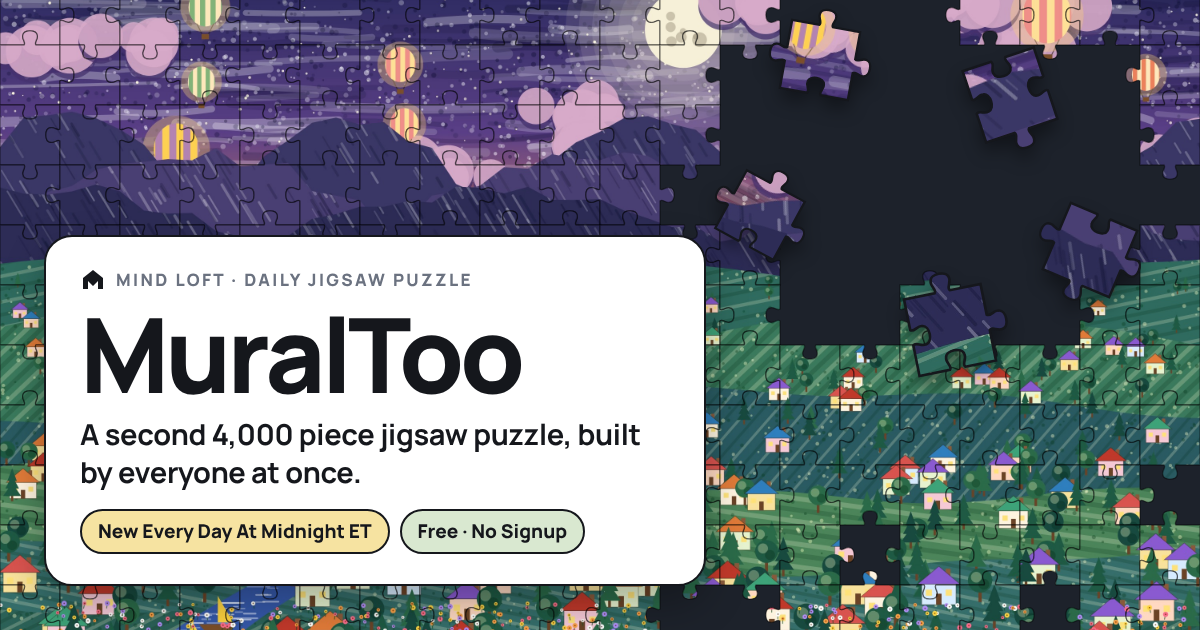 MIND LOFT · DAILY JIGSAW PUZZLE
MuralToo
A second 4,000 piece jigsaw puzzle, built
by everyone at once.
New Every Day At Midnight ET
Free · No Signup